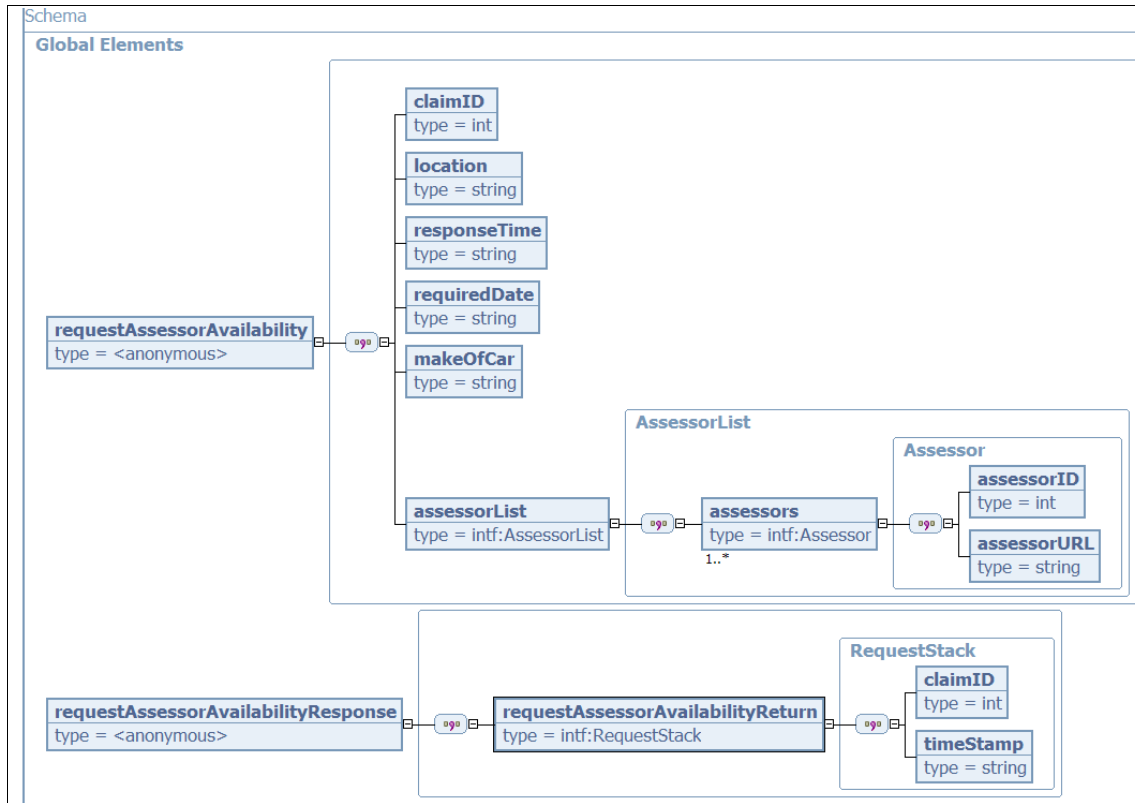 Schema
Global Elements
claimID
type = int
location
type = string
responseTime
type = string
requiredDate
type = string
requestAssessorAvailability
type = <anonymous>
makeOfCar
type = string
AssessorList
Assessor
assessorID
type = int
assessorList
type = intf:AssessorList
assessors
type = intf:Assessor
1..*
assessorURL
type = string
RequestStack
claimID
type = int
requestAssessorAvailabilityResponse
type = <anonymous>
requestAssessorAvailabilityReturn
type = intf:RequestStack
timeStamp
type = string